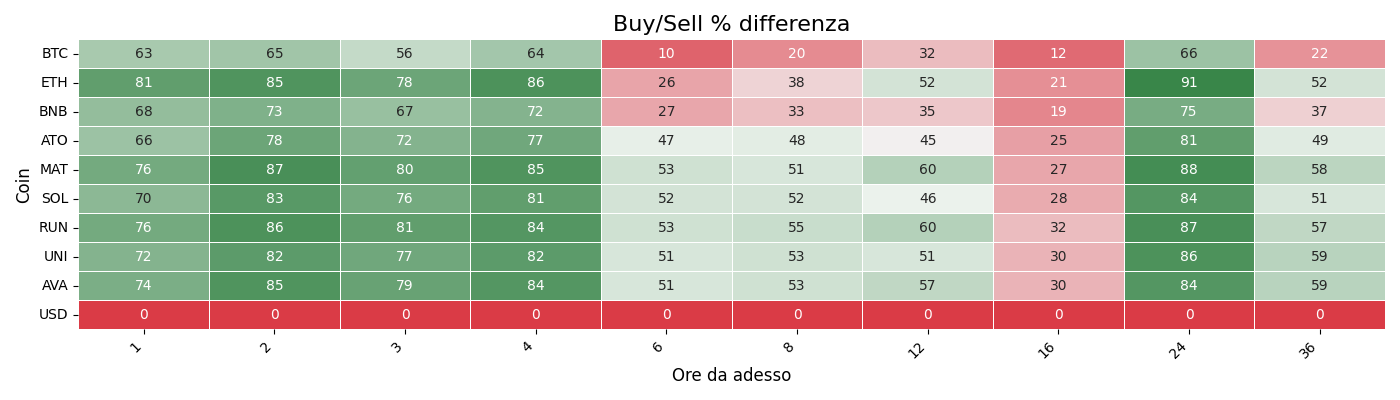 Buy/Sell % differenza
BTC 63 65 56 64 10 20 32 12 66 22
ETH 81 85 78 86 26 38 52 21 91 52
BNB 68 73 67 72 27 33 35 19 75 37
ATO 66 78 72 77 47 48 45 25 81 49
MAT 76 87 80 85 53 51 60 27 88 58
SOL 70 83 76 81 52 52 46 28 84 51
RUN 76 86 81 84 53 55 60 32 87 57
UNI 72 82 77 82 51 53 51 30 86 59
AVA 74 85 79 84 51 53 57 30 84 59
USD 0 0 0 0 0 0 0 0 0 0
Coin
1 2 3 4 6 8 12 16 24 36
Ore da adesso